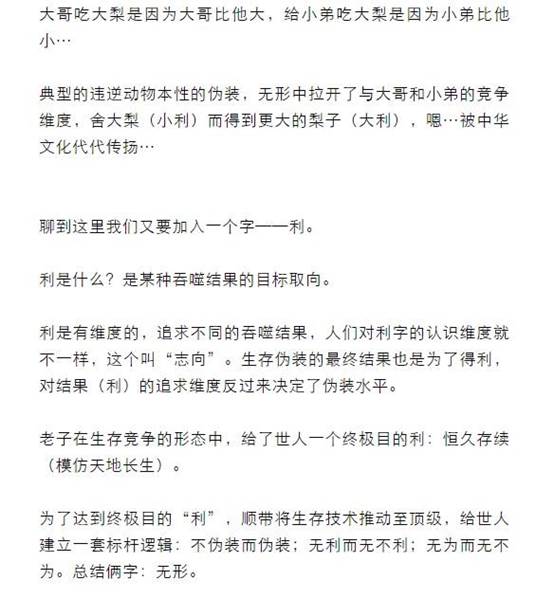 大哥吃大梨是因为大哥比他大，给小弟吃大梨是因为小弟比他
小…
典型的违逆动物本性的伪装，无形中拉开了与大哥和小弟的竞争
维度，舍大梨（小利）而得到更大的梨子（大利），嗯…被中华
文化代代传扬…
聊到这里我们又要加入一个字——利。
利是什么？是某种吞噬结果的目标取向。
利是有维度的，追求不同的吞噬结果，人们对利字的认识维度就
不一样，这个叫“志向”。生存伪装的最终结果也是为了得利，
对结果（利）的追求维度反过来决定了伪装水平。
老子在生存竞争的形态中，给了世人一个终极目的利：恒久存续
（模仿天地长生）。
为了达到终极目的“利”，顺带将生存技术推动至顶级，给世人
建立一套标杆逻辑：不伪装而伪装；无利而无不利；无为而无不
为。总结俩字：无形。